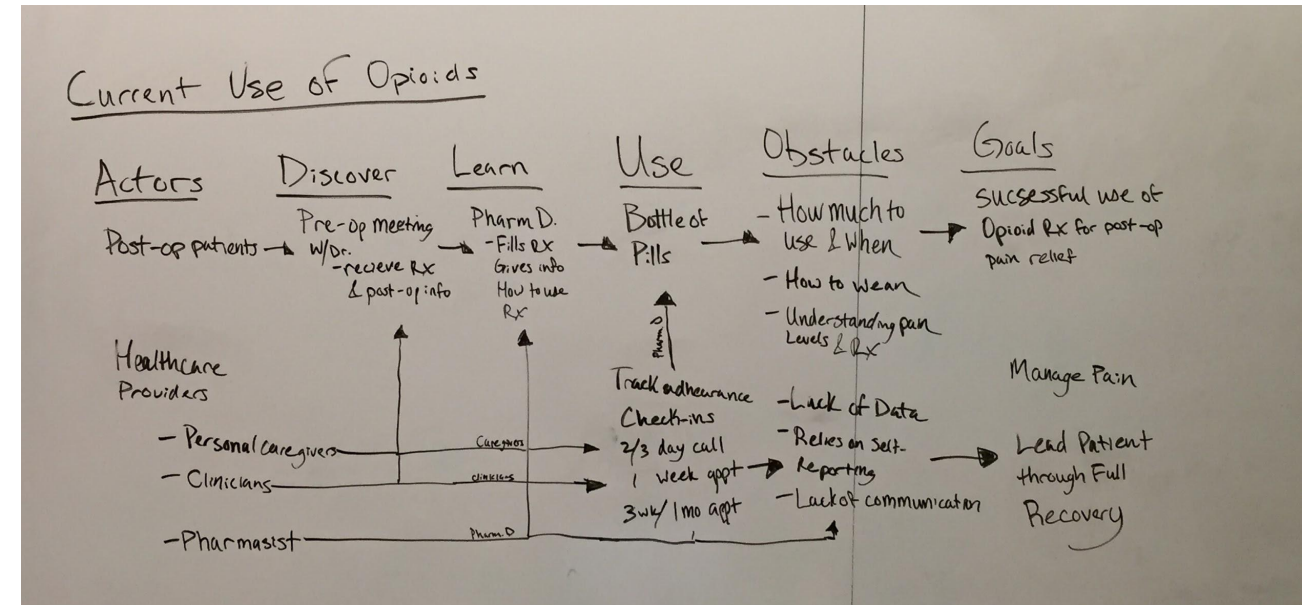 Current Use of Opioids
Actors
Discover
Learn
Use
Obstacles
Goals
Post-op patients
Pre-op meeting
w/Dr.
-recieve RX
& post-op info
Pharm D.
-Fills RX
Gives info
How to use
RX
Bottle of
Pills
- How much to
use & when
- How to wean
- Understanding pain
Levels & RX
sucsessful use of
Opioid RX for post-op
pain relief
Pharm D
Healthcare
Providers
- Personal caregivers
- Clinicians
- Pharmasist
Caregivers
clinicians
Pharm D
Track adhearance
Check-ins
2/3 day call
1 week appt
3wk/1mo appt
-Lack of Data
-Relies on self-
Reporting
-Lack of communication
Manage Pain
Lead Patient
through Full
Recovery